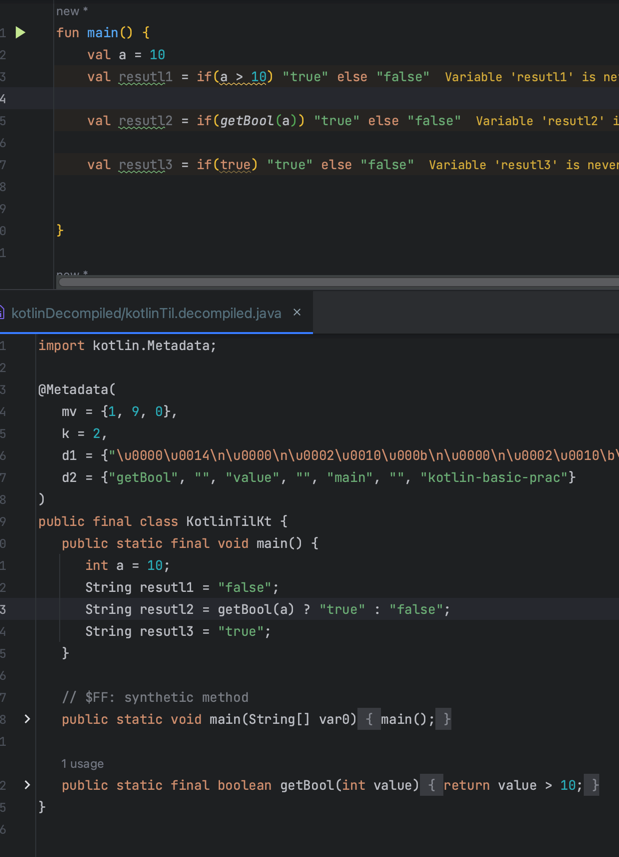 new *
1 fun main() {
2 val a = 10
3 val resutl1 = if(a > 10) "true" else "false" Variable 'resutl1' is ne
4
5 val resutl2 = if(getBool(a)) "true" else "false" Variable 'resutl2' i
6
7 val resutl3 = if(true) "true" else "false" Variable 'resutl3' is never
8
9
0 }
1
new *
kotlinDecompiled/kotlinTil.decompiled.java ×
1 import kotlin.Metadata;
2
3 @Metadata(
4 mv = {1, 9, 0},
5 k = 2,
6 d1 = {"\u0000\u0014\n\u0000\n\u0002\u0010\u000b\n\u0000\n\u0002\u0010\b\
7 d2 = {"getBool", "", "value", "", "main", "", "kotlin-basic-prac"}
8 )
9 public final class KotlinTilKt {
0 public static final void main() {
1 int a = 10;
2 String resutl1 = "false";
3 String resutl2 = getBool(a) ? "true" : "false";
4 String resutl3 = "true";
5 }
6
7 // $FF: synthetic method
8 public static void main(String[] var0) { main(); }
1
1 usage
2 public static final boolean getBool(int value) { return value > 10; }
5 }
6